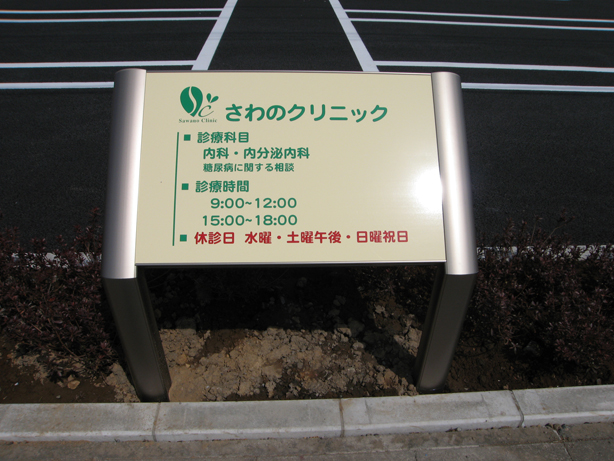 さわのクリニック
Sawano Clinic
■ 診療科目
内科・内分泌内科
糖尿病に関する相談
■ 診療時間
9:00~12:00
15:00~18:00
■ 休診日 水曜・土曜午後・日曜祝日